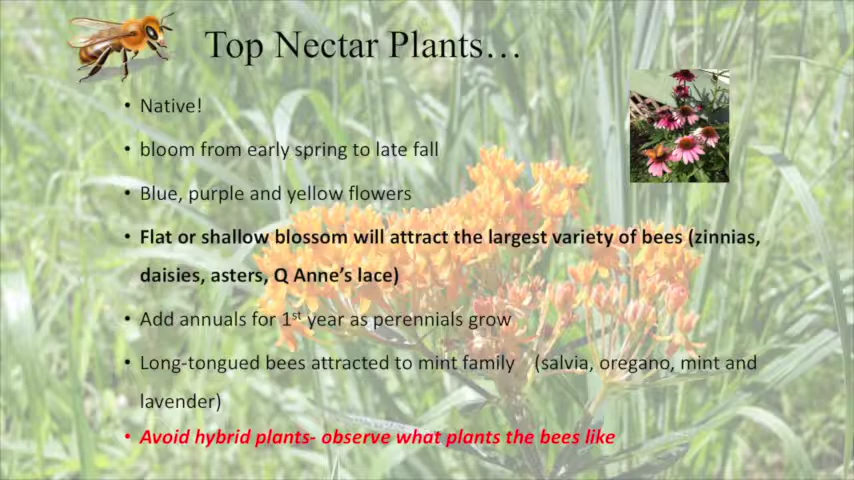 Top Nectar Plants…
• Native!
• bloom from early spring to late fall
• Blue, purple and yellow flowers
• Flat or shallow blossom will attract the largest variety of bees (zinnias,
daisies, asters, Q Anne's lace)
• Add annuals for 1st year as perennials grow
• Long-tongued bees attracted to mint family (salvia, oregano, mint and
lavender)
• Avoid hybrid plants- observe what plants the bees like